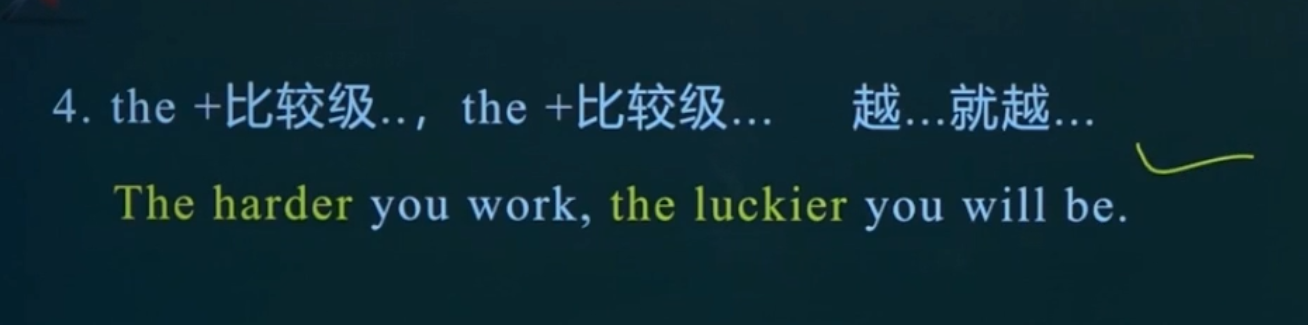 4. the +比较级..，the +比较级... 越...就越...
The harder you work, the luckier you will be.